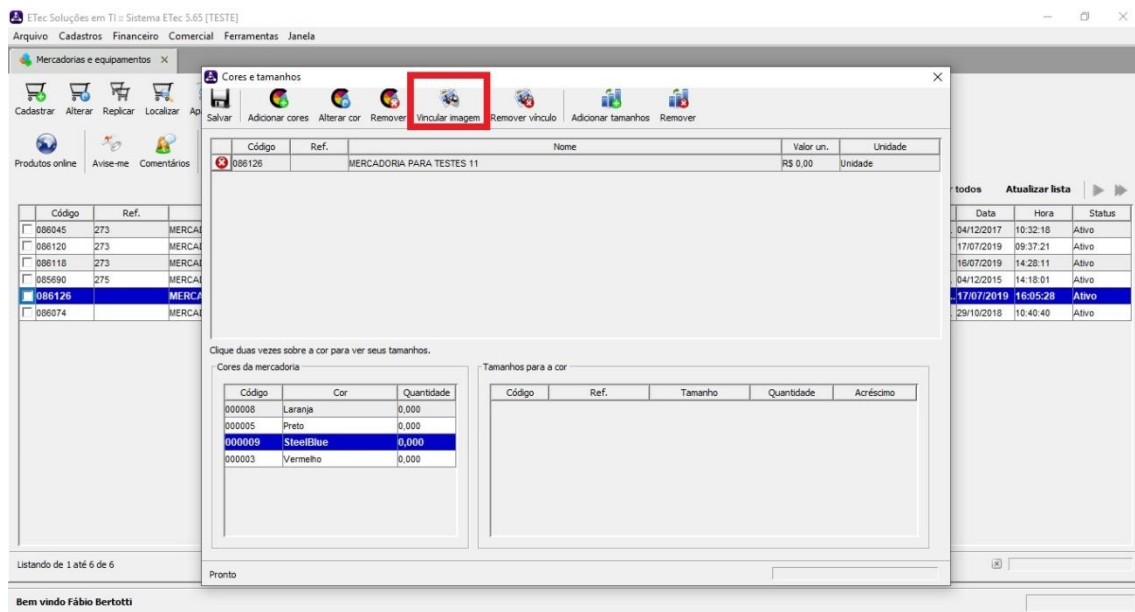 ETec Soluções em TI :: Sistema ETec 5.65 [TESTE]
Arquivo Cadastros Financeiro Comercial Ferramentas Janela
Mercadorias e equipamentos
Cadastrar Alterar Replicar Localizar Ap
Produtos online Avise-me Comentários
todos Atualizar lista
Código Ref. Data Hora Status
086045 273 MERCA 04/12/2017 10:32:18 Ativo
086120 273 MERCA 17/07/2019 09:37:21 Ativo
086118 273 MERCA 16/07/2019 14:28:11 Ativo
085690 275 MERCA 04/12/2015 14:18:01 Ativo
086126 MERCA 17/07/2019 16:05:28 Ativo
086074 MERCA 29/10/2018 10:40:40 Ativo
Cores e tamanhos
Salvar Adicionar cores Alterar cor Remover Vincular imagem Remover vínculo Adicionar tamanhos Remover
Código Ref. Nome Valor un. Unidade
086126 MERCADORIA PARA TESTES 11 R$ 0,00 Unidade
Clique duas vezes sobre a cor para ver seus tamanhos.
Cores da mercadoria
Código Cor Quantidade
000008 Laranja 0,000
000005 Preto 0,000
000009 SteelBlue 0,000
000003 Vermelho 0,000
Tamanhos para a cor
Código Ref. Tamanho Quantidade Acréscimo
Pronto
Listando de 1 até 6 de 6
Bem vindo Fábio Bertotti